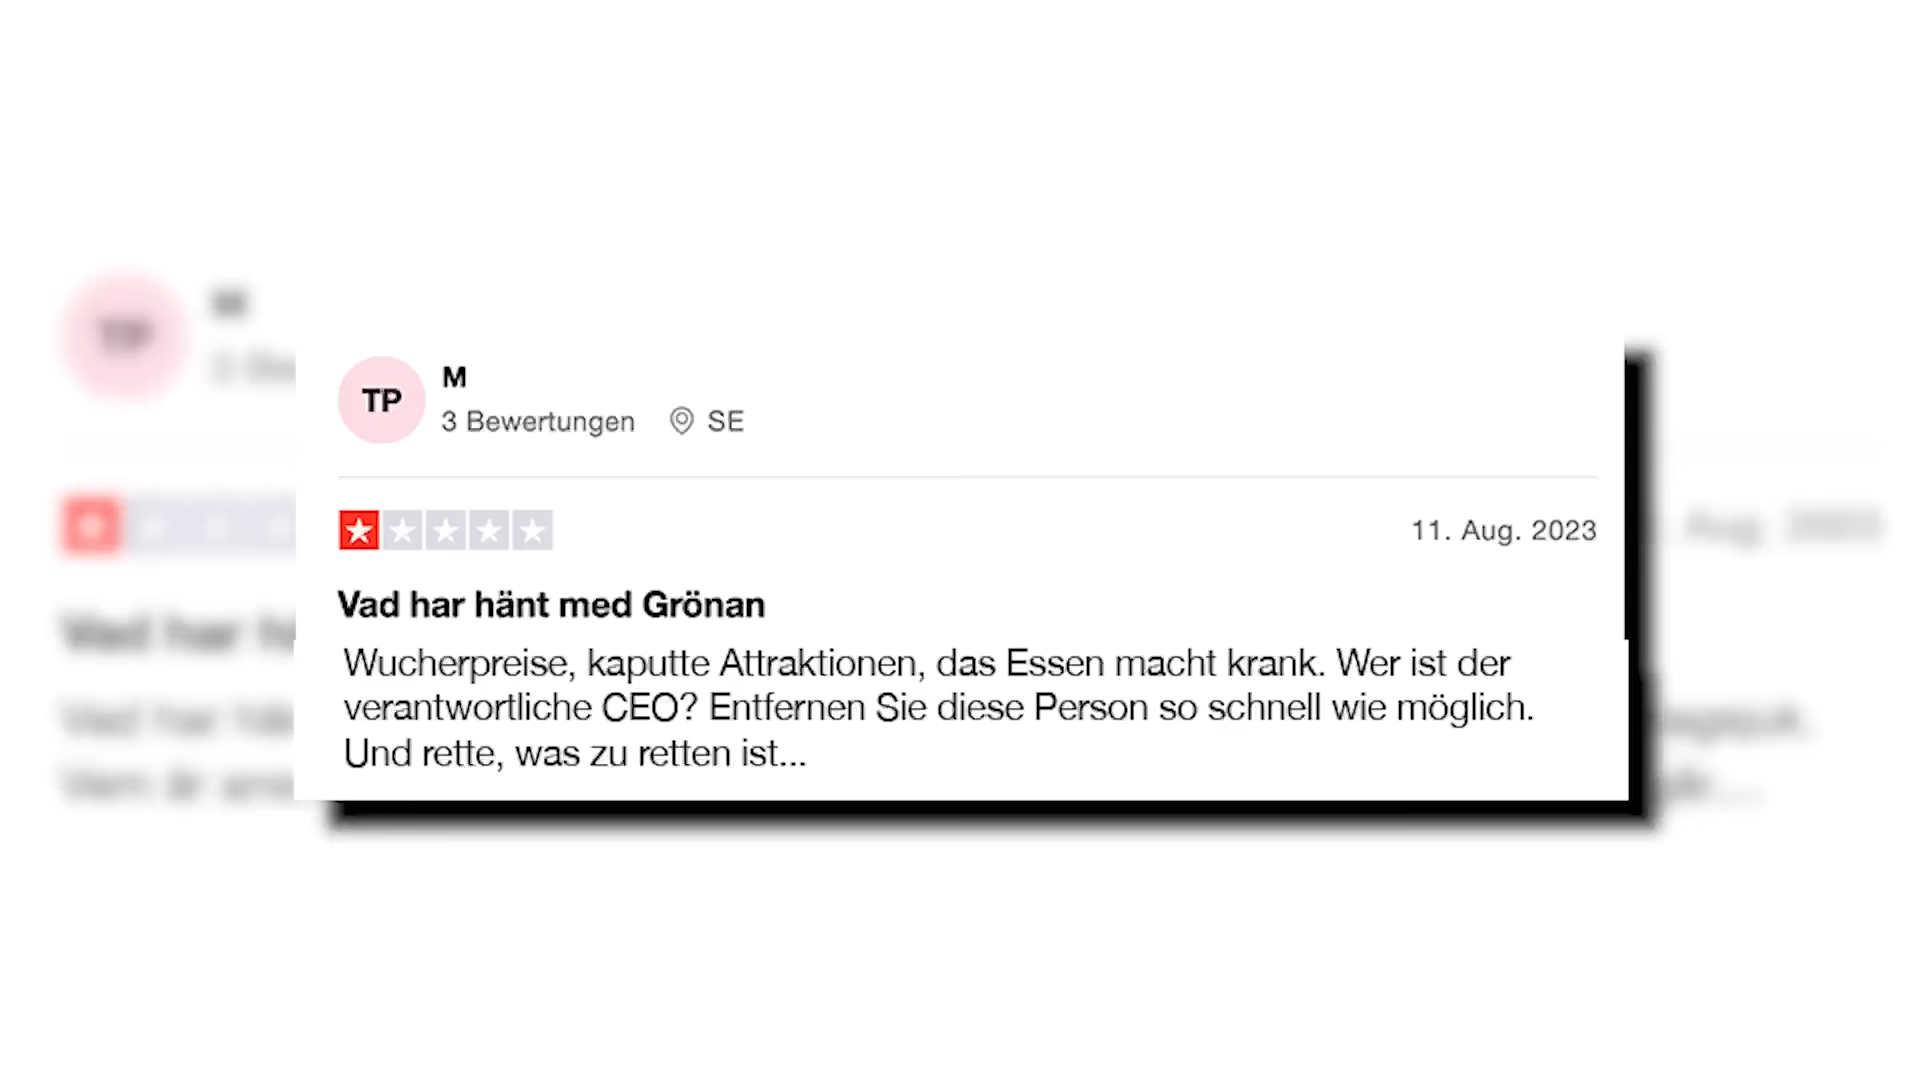 TP
M
3 Bewertungen SE
11. Aug. 2023
Vad har hänt med Grönan
Wucherpreise, kaputte Attraktionen, das Essen macht krank. Wer ist der
verantwortliche CEO? Entfernen Sie diese Person so schnell wie möglich.
Und rette, was zu retten ist...